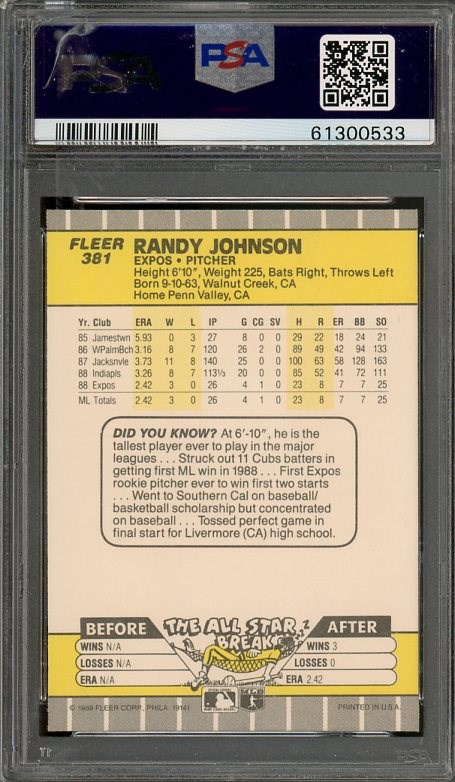 PSA
PSA
61300533
FLEER
381
RANDY JOHNSON
EXPOS • PITCHER
Height 6'10", Weight 225, Bats Right, Throws Left
Born 9-10-63, Walnut Creek, CA
Home Penn Valley, CA
Yr. Club ERA W L IP G CG SV H R ER BB SO
85 Jamestwn 5.93 0 3 27 8 0 0 29 22 18 24 21
86 WPalmBch 3.16 8 7 120 26 2 0 89 49 42 94 133
87 Jacksnvle 3.73 11 8 140 25 0 0 100 63 58 128 163
88 Indiapls 3.26 8 7 113⅓ 20 0 0 85 52 41 72 111
88 Expos 2.42 3 0 26 4 1 0 23 8 7 7 25
ML Totals 2.42 3 0 26 4 1 0 23 8 7 7 25
DID YOU KNOW? At 6'-10", he is the
tallest player ever to play in the major
leagues . . . Struck out 11 Cubs batters in
getting first ML win in 1988 . . . First Expos
rookie pitcher ever to win first two starts
. . . Went to Southern Cal on baseball/
basketball scholarship but concentrated
on baseball . . . Tossed perfect game in
final start for Livermore (CA) high school.
BEFORE THE ALL STAR BREAK AFTER
WINS N/A WINS 3
LOSSES N/A LOSSES 0
ERA N/A ERA 2.42
© 1989 FLEER CORP., PHILA. 19141 PRINTED IN U.S.A.